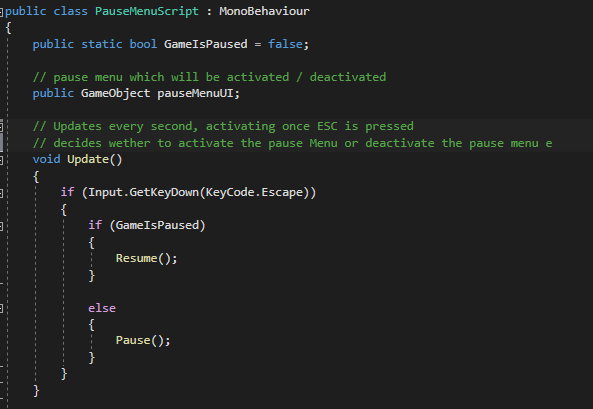 public class PauseMenuScript : MonoBehaviour
{
    public static bool GameIsPaused = false;

    // pause menu which will be activated / deactivated
    public GameObject pauseMenuUI;

    // Updates every second, activating once ESC is pressed
    // decides wether to activate the pause Menu or deactivate the pause menu e
    void Update()
    {
        if (Input.GetKeyDown(KeyCode.Escape))
        {
            if (GameIsPaused)
            {
                Resume();
            }

            else
            {
                Pause();
            }
        }
    }